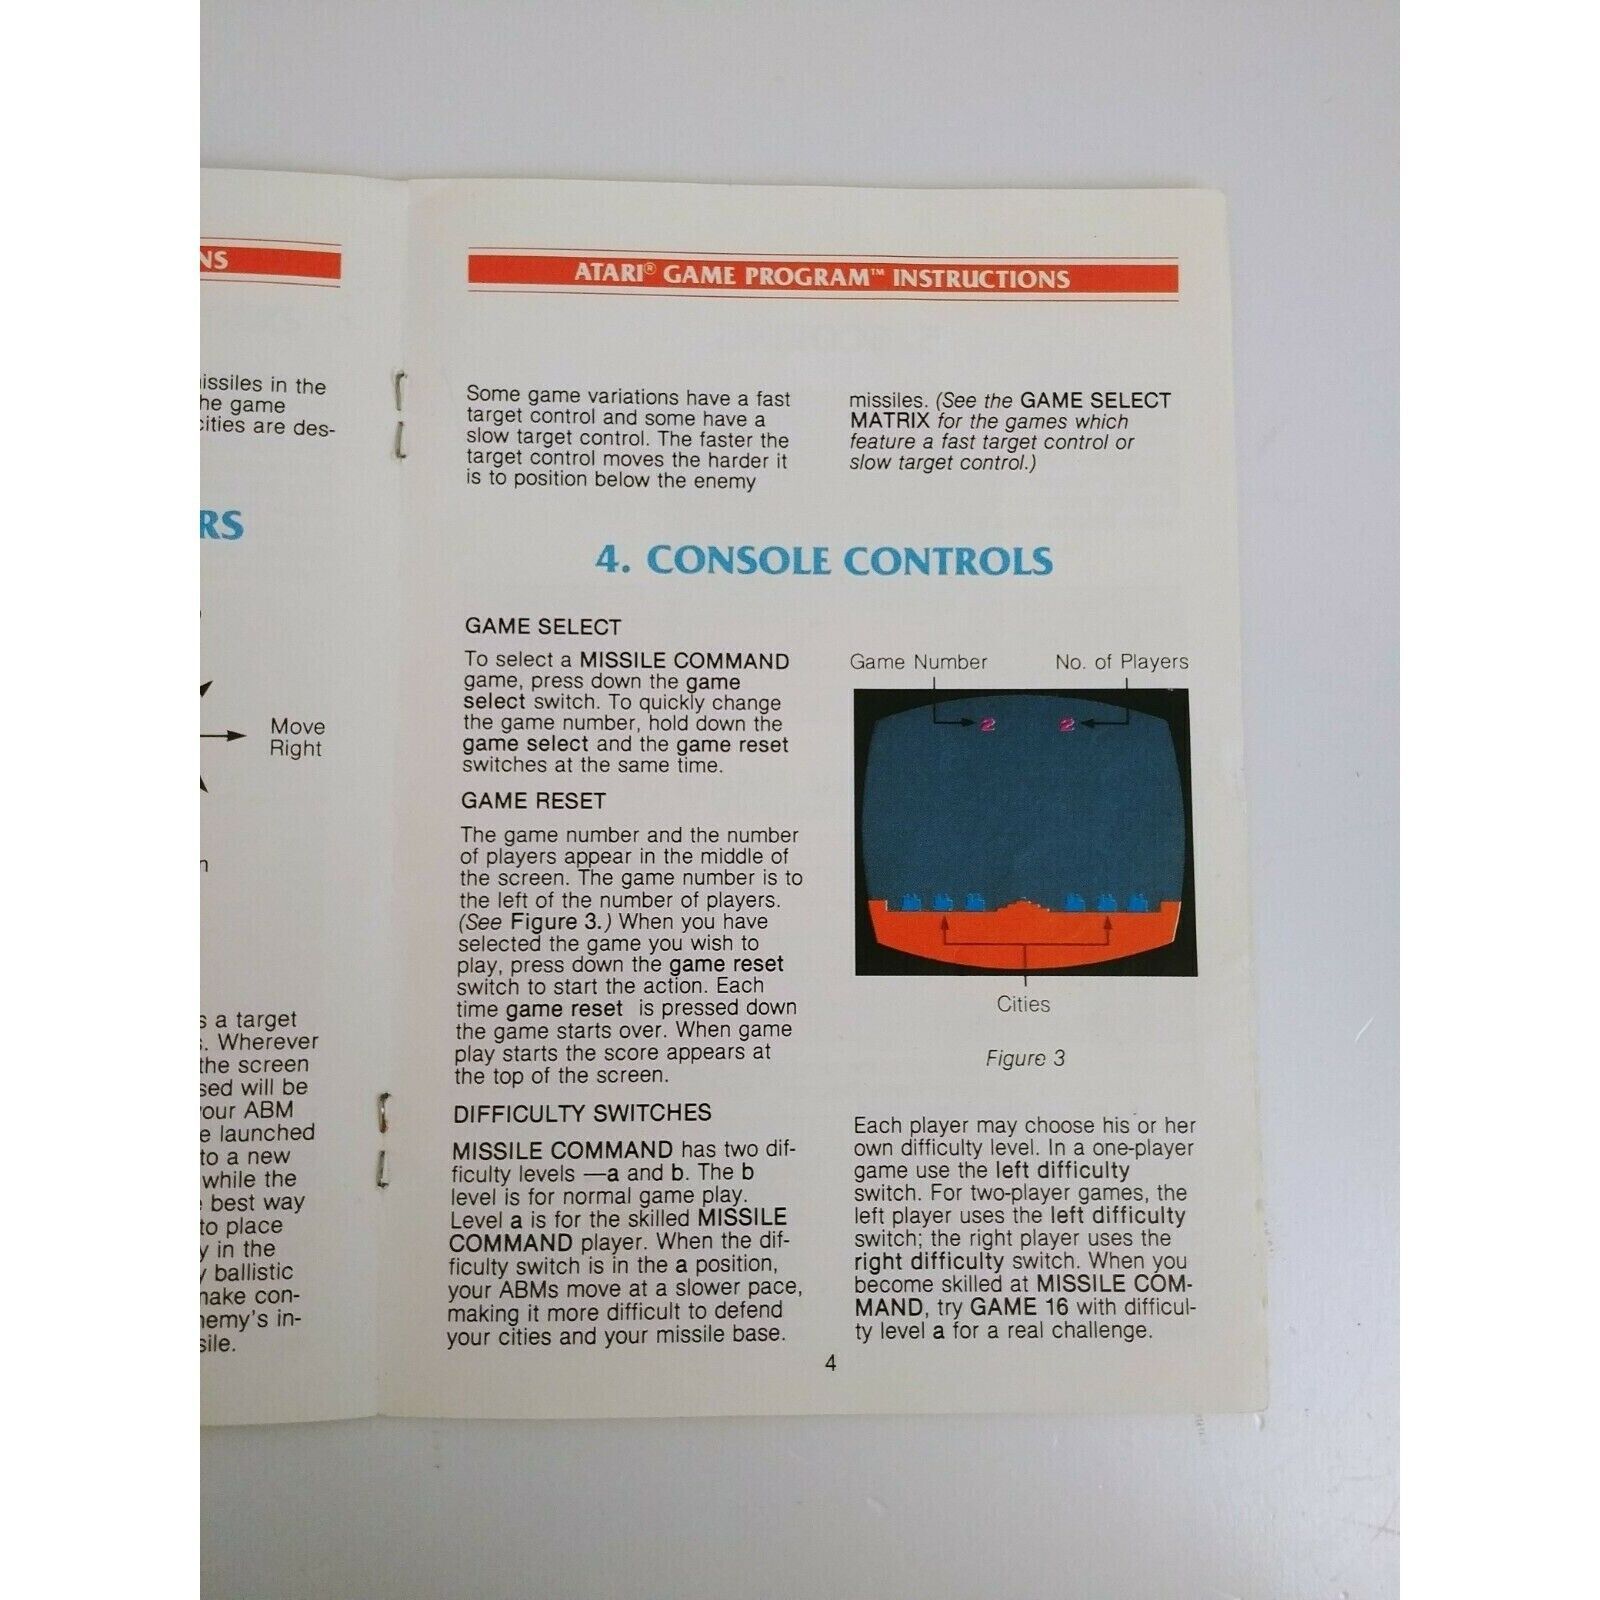 NS
issiles in the
he game
cities are des-
RS
Move
Right
n
s a target
s. Wherever
the screen
sed will be
your ABM
e launched
to a new
while the
best way
to place
y in the
y ballistic
make con-
nemy's in-
sile.
ATARI® GAME PROGRAM™ INSTRUCTIONS
Some game variations have a fast
target control and some have a
slow target control. The faster the
target control moves the harder it
is to position below the enemy
missiles. (See the GAME SELECT
MATRIX for the games which
feature a fast target control or
slow target control.)
4. CONSOLE CONTROLS
GAME SELECT
To select a MISSILE COMMAND
game, press down the game
select switch. To quickly change
the game number, hold down the
game select and the game reset
switches at the same time.
GAME RESET
The game number and the number
of players appear in the middle of
the screen. The game number is to
the left of the number of players.
(See Figure 3.) When you have
selected the game you wish to
play, press down the game reset
switch to start the action. Each
time game reset is pressed down
the game starts over. When game
play starts the score appears at
the top of the screen.
DIFFICULTY SWITCHES
MISSILE COMMAND has two dif-
ficulty levels —a and b. The b
level is for normal game play.
Level a is for the skilled MISSILE
COMMAND player. When the dif-
ficulty switch is in the a position,
your ABMs move at a slower pace,
making it more difficult to defend
your cities and your missile base.
Game Number No. of Players
2 2
Cities
Figure 3
Each player may choose his or her
own difficulty level. In a one-player
game use the left difficulty
switch. For two-player games, the
left player uses the left difficulty
switch; the right player uses the
right difficulty switch. When you
become skilled at MISSILE COM-
MAND, try GAME 16 with difficul-
ty level a for a real challenge.
4